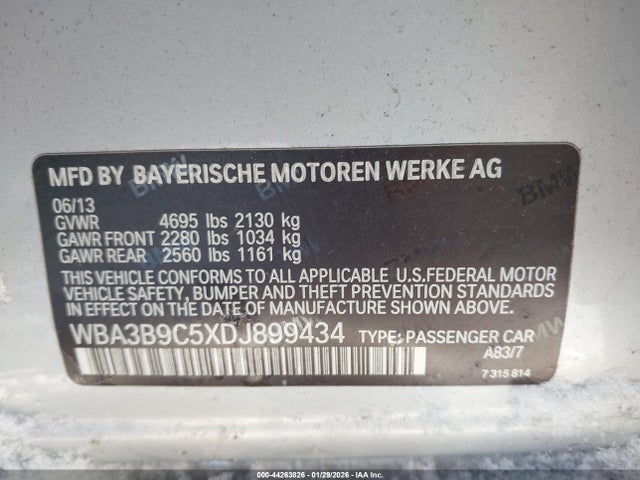 MFD BY BAYERISCHE MOTOREN WERKE AG
06/13
GVWR 4695 lbs 2130 kg
GAWR FRONT 2280 lbs 1034 kg
GAWR REAR 2560 lbs 1161 kg
THIS VEHICLE CONFORMS TO ALL APPLICABLE U.S.FEDERAL MOTOR
VEHICLE SAFETY, BUMPER AND THEFT PREVENTION STANDARDS
IN EFFECT ON THE DATE OF MANUFACTURE SHOWN ABOVE.
WBA3B9C5XDJ899434 TYPE: PASSENGER CAR
A83/7
7 315 814
BMW
000-44263826 | 01/29/2026 - IAA Inc.